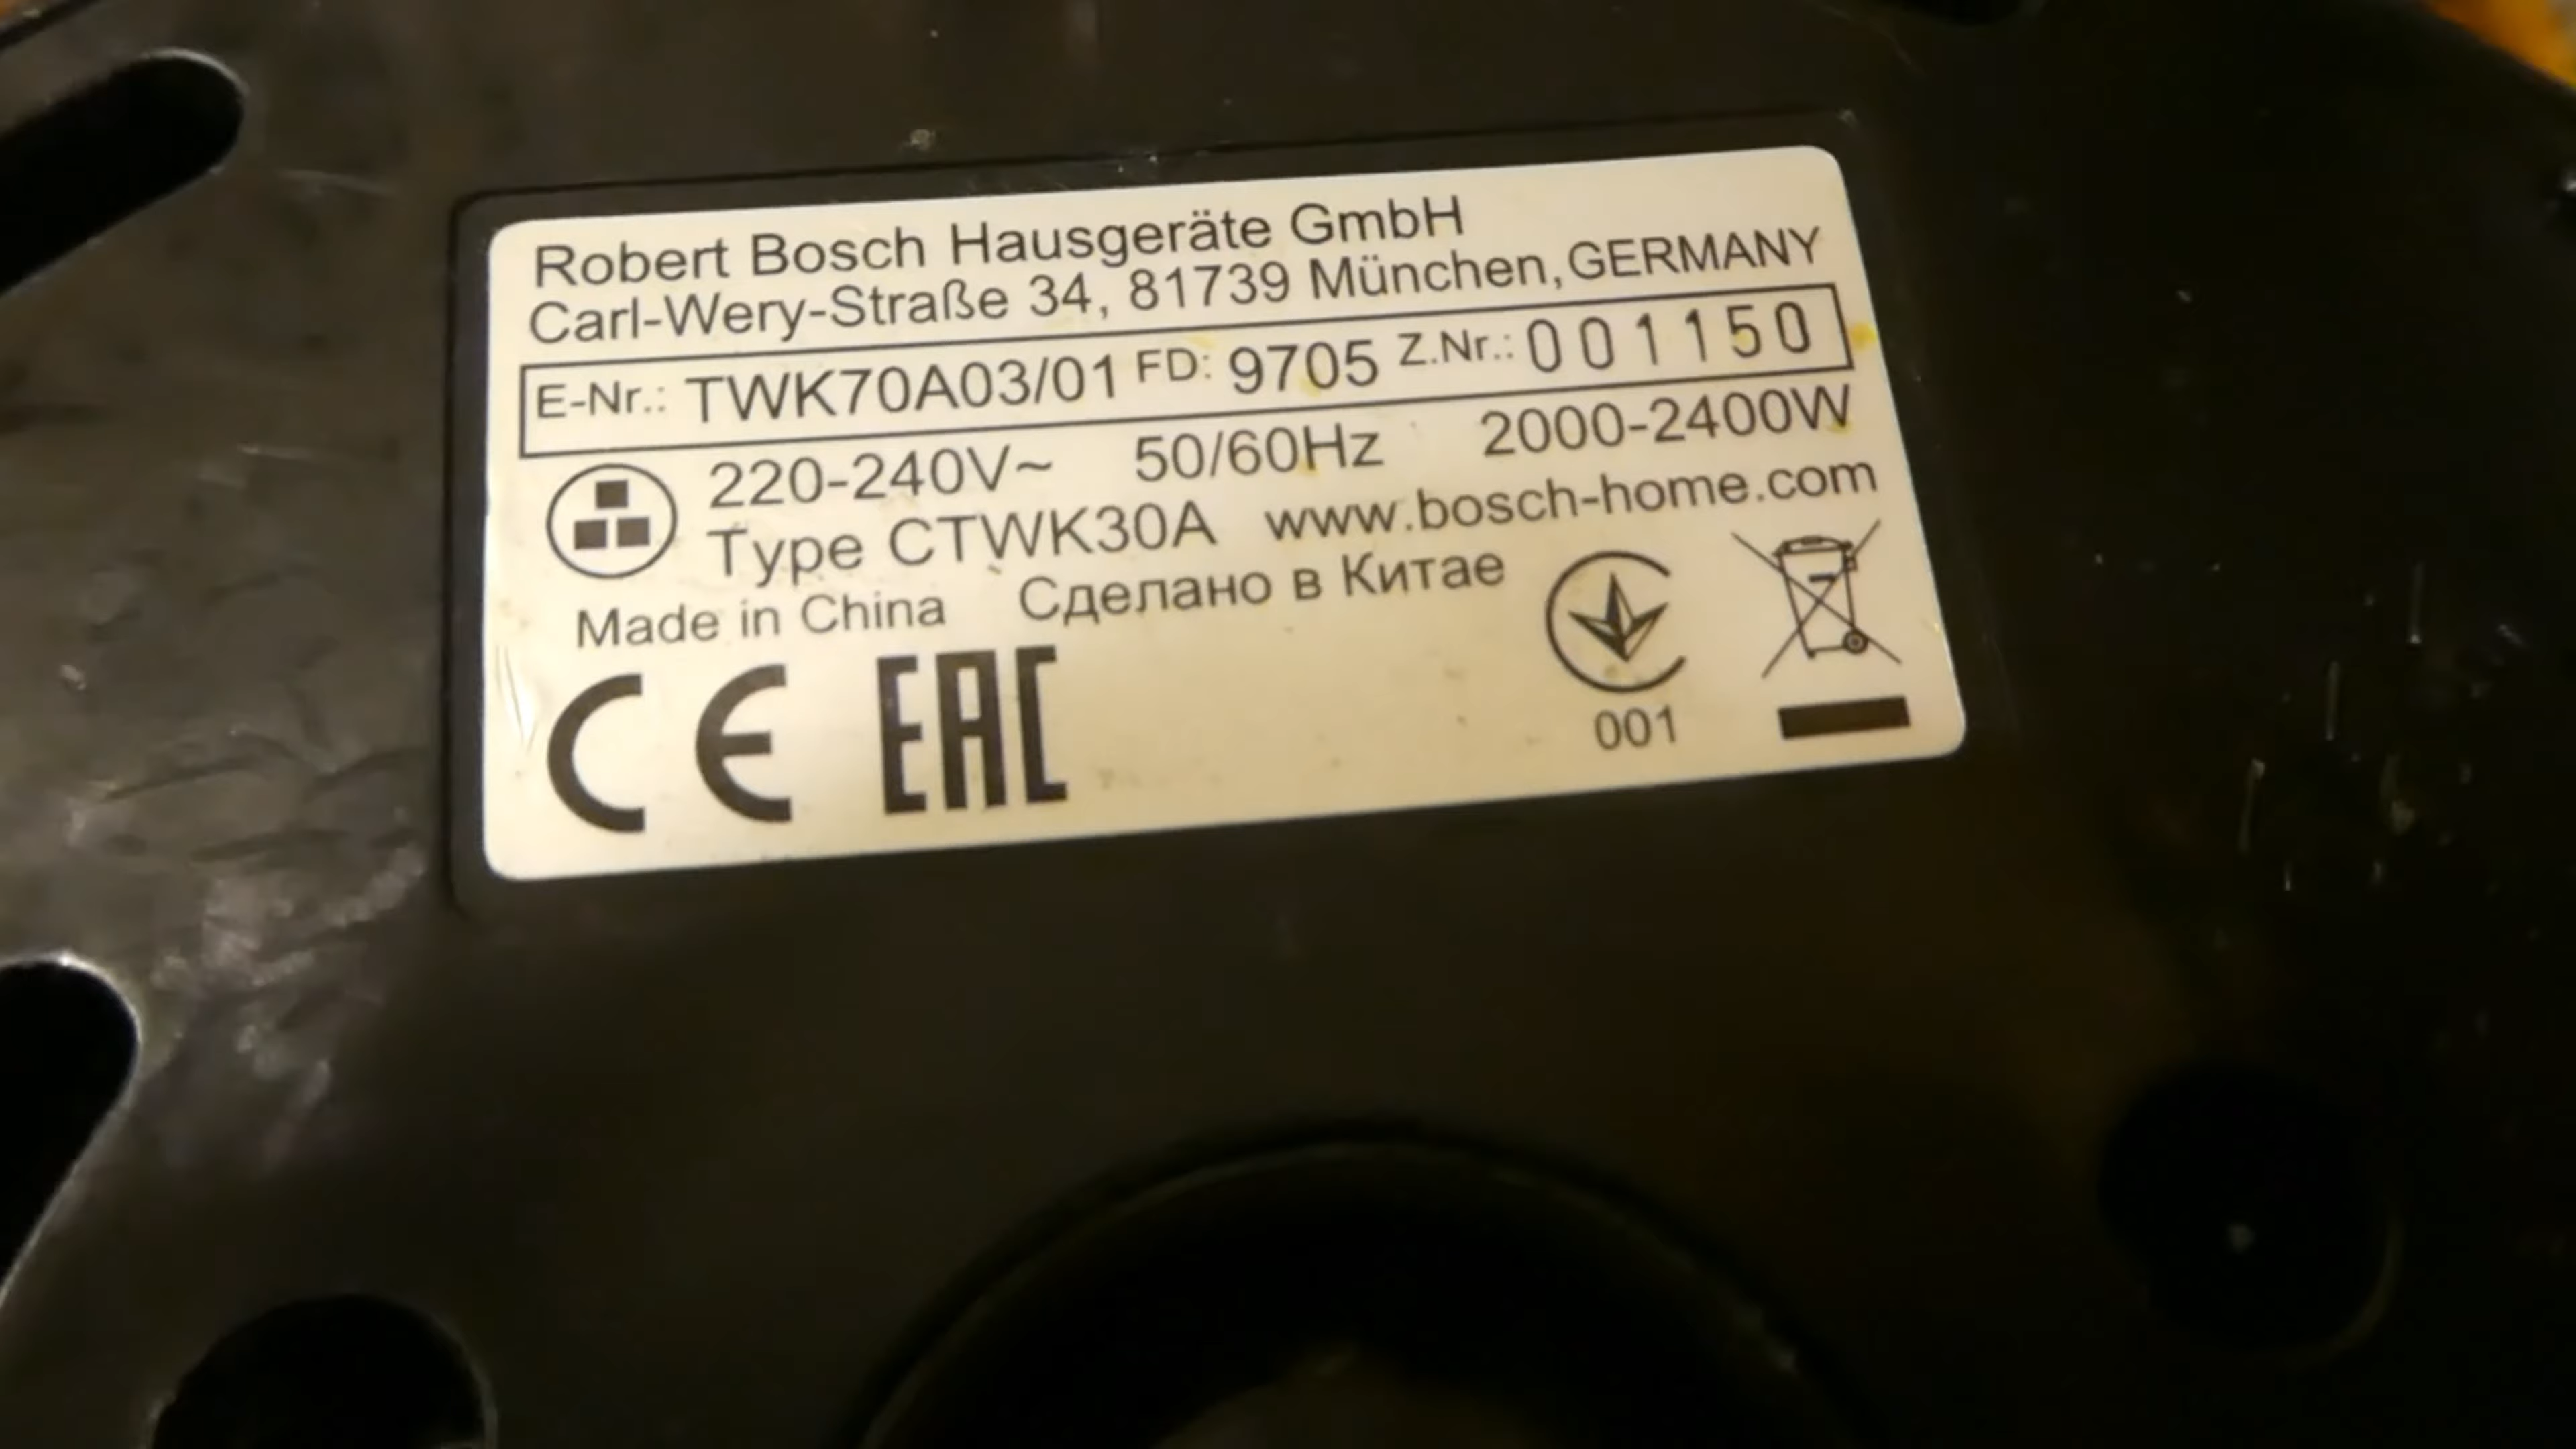 Robert Bosch Hausgeräte GmbH
Carl-Wery-Straße 34, 81739 München, GERMANY
E-Nr.: TWK70A03/01 FD: 9705 Z.Nr.: 001150
220-240V~ 50/60Hz 2000-2400W
Type CTWK30A www.bosch-home.com
Made in China Сделано в Китае
CE EAC
001